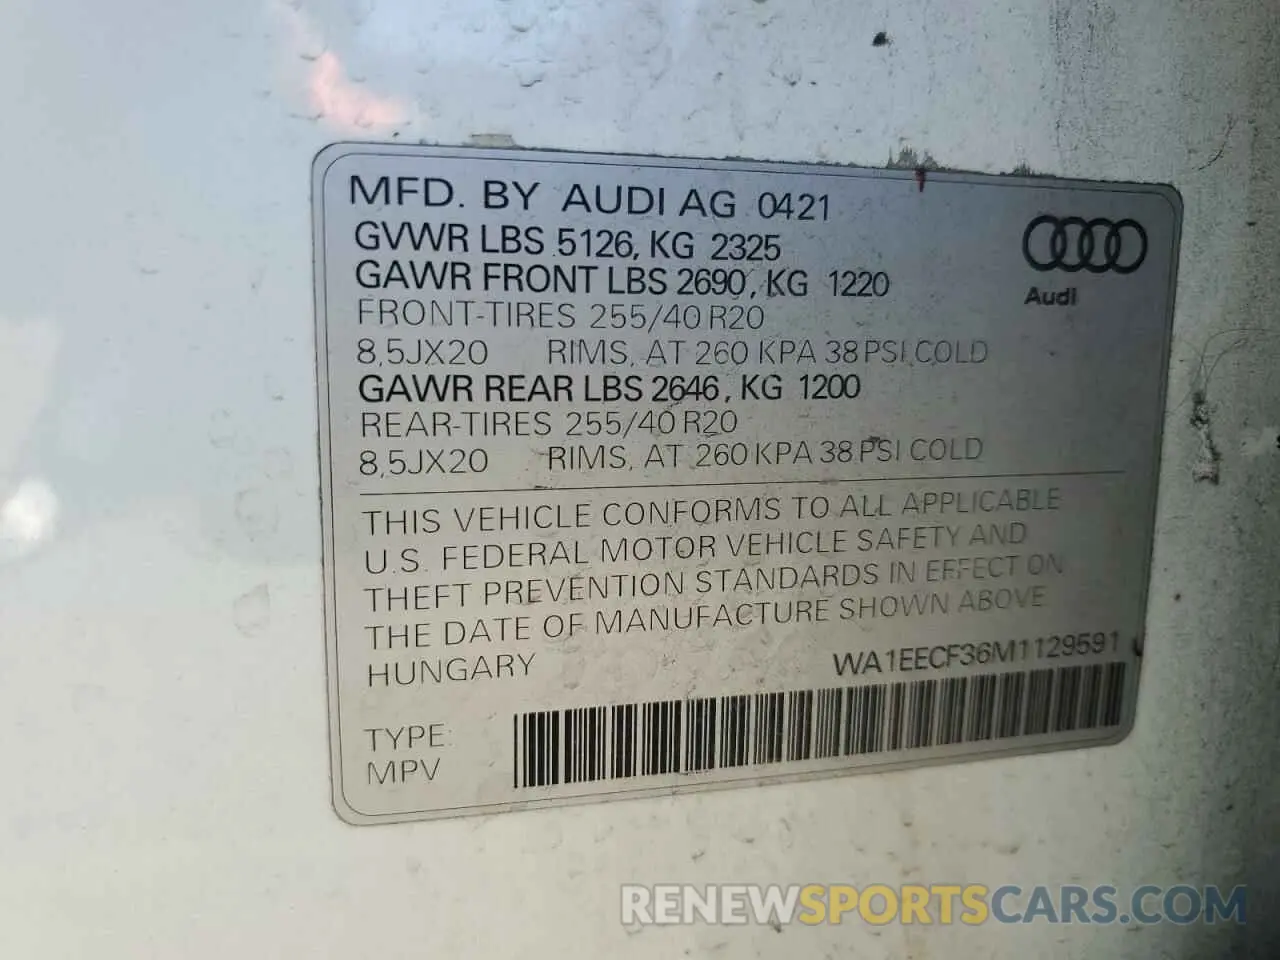 MFD. BY AUDI AG 0421
GVWR LBS 5126, KG 2325
GAWR FRONT LBS 2690, KG 1220
FRONT-TIRES 255/40 R20
8,5JX20 RIMS, AT 260 KPA 38 PSI COLD
GAWR REAR LBS 2646, KG 1200
REAR-TIRES 255/40 R20
8,5JX20 RIMS, AT 260 KPA 38 PSI COLD
Audi
THIS VEHICLE CONFORMS TO ALL APPLICABLE
U.S. FEDERAL MOTOR VEHICLE SAFETY AND
THEFT PREVENTION STANDARDS IN EFFECT ON
THE DATE OF MANUFACTURE SHOWN ABOVE
HUNGARY WA1EECF36M1129591
TYPE:
MPV
RENEWSPORTSCARS.COM